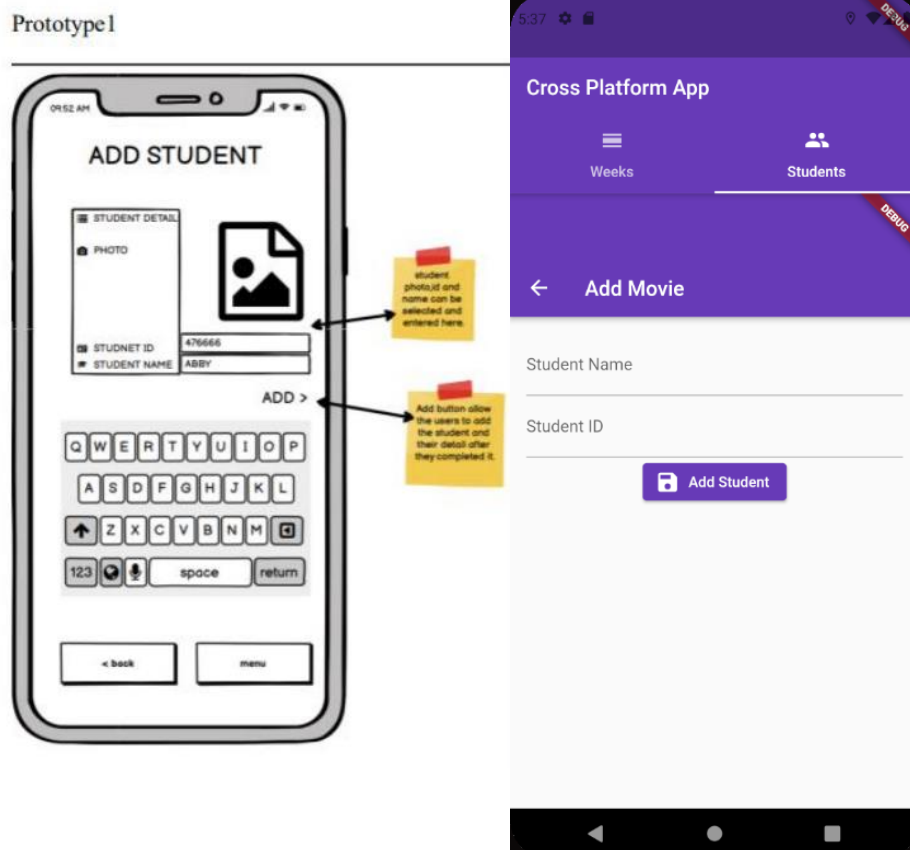 Prototype1
09:52 AM
ADD STUDENT
STUDENT DETAIL
PHOTO
STUDNET ID
476666
STUDENT NAME
ABBY
ADD >
student
photo,id and
name can be
selected and
entered here.
Add button allow
the users to add
the student and
their detail after
they completed it.
Q W E R T Y U I O P
A S D F G H J K L
Z X C V B N M
123
space
return
< back
menu
5:37
DEBUG
Cross Platform App
Weeks
Students
DEBUG
Add Movie
Student Name
Student ID
Add Student